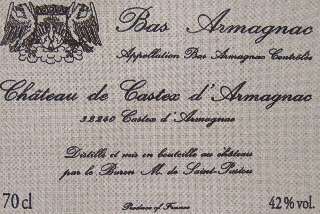 Bas Armagnac
Appellation Bas Armagnac Contrôlée
Château de Castex d'Armagnac
32240 Castex d'Armagnac
Distillé et mis en bouteille au château
par le Baron M. de Saint-Pastou
70 cl
Produce of France
42% vol.